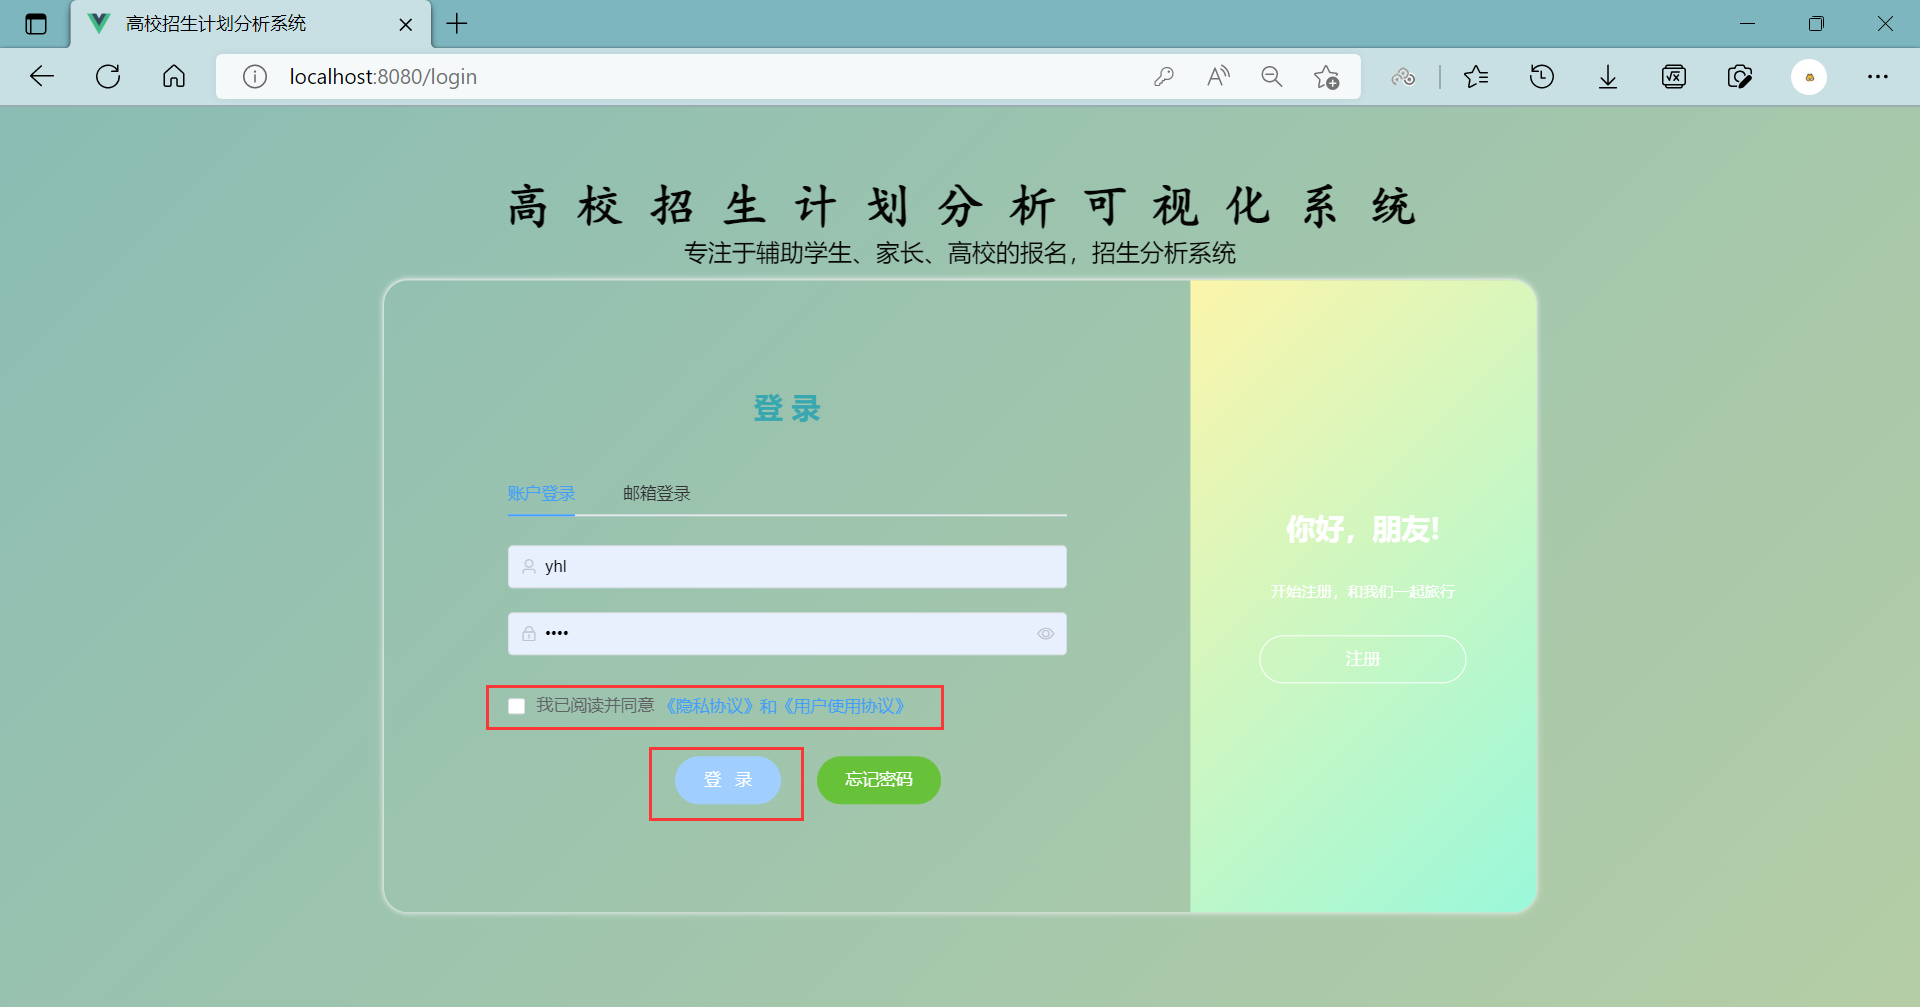 高校招生计划分析系统
localhost:8080/login
高校招生计划分析可视化系统
专注于辅助学生、家长、高校的报名，招生分析系统
登 录
账户登录 邮箱登录
yhl
••••
我已阅读并同意 《隐私协议》和《用户使用协议》
登 录 忘记密码
你好，朋友!
开始注册，和我们一起旅行
注册